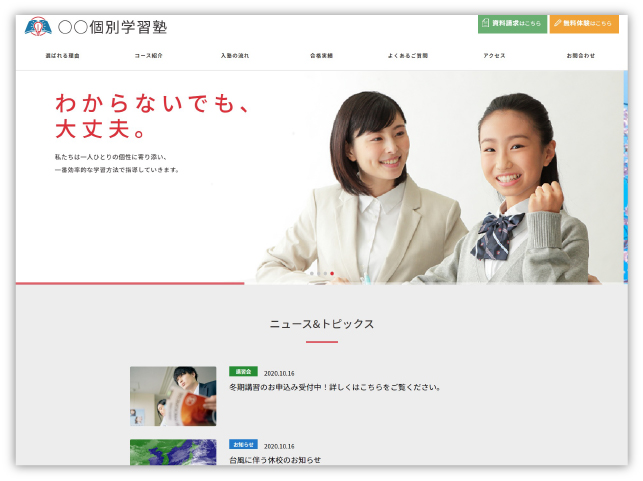 〇〇個別学習塾
資料請求はこちら
無料体験はこちら
選ばれる理由
コース紹介
入塾の流れ
合格実績
よくあるご質問
アクセス
お問合わせ
わからないでも、
大丈夫。
私たちは一人ひとりの個性に寄り添い、
一番効率的な学習方法で指導していきます。
ニュース&トピックス
講習会 2020.10.16
冬期講習のお申込み受付中！詳しくはこちらをご覧ください。
お知らせ 2020.10.16
台風に伴う休校のお知らせ